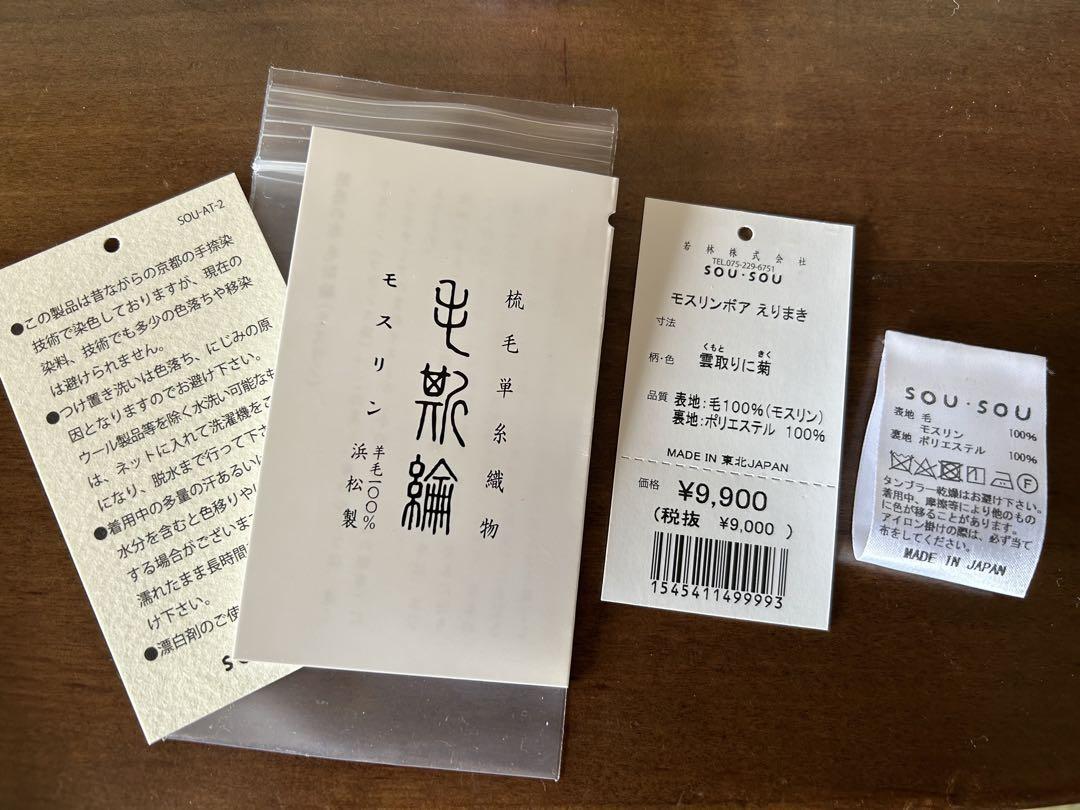 SOU-AT-2
●この製品は昔ながらの京都の手捺染
技術で染色しておりますが、現在の
染料、技術でも多少の色落ちや移染
は避けられません。
●つけ置き洗いは色落ち、にじみの原
因となりますのでお避け下さい。
ウール製品等を除く水洗い可能な
は、ネットに入れて洗濯機を
になり、脱水まで行って下
●着用中の多量の汗あるい
水分を含むと色移りや
する場合がございま
濡れたまま長時間
け下さい。
●漂白剤のご使
梳毛単糸織物
毛斯綸
モスリン
羊毛一〇〇%
浜松製
若林株式会社
TEL.075-229-6751
SOU・SOU
モスリンボア えりまき
寸法
柄・色 雲取りに菊
くもと きく
品質 表地:毛100%(モスリン)
裏地:ポリエステル 100%
MADE IN 東北JAPAN
価格 ¥9,900
(税抜 ¥9,000 )
1545411499993
SOU・SOU
表地 毛
モスリン 100%
裏地 ポリエステル 100%
タンブラー乾燥はお避け下さい。
着用中、摩擦等により他のもの
に色が移ることがあります。
アイロン掛けの際は、必ず当て
布をしてください。
MADE IN JAPAN